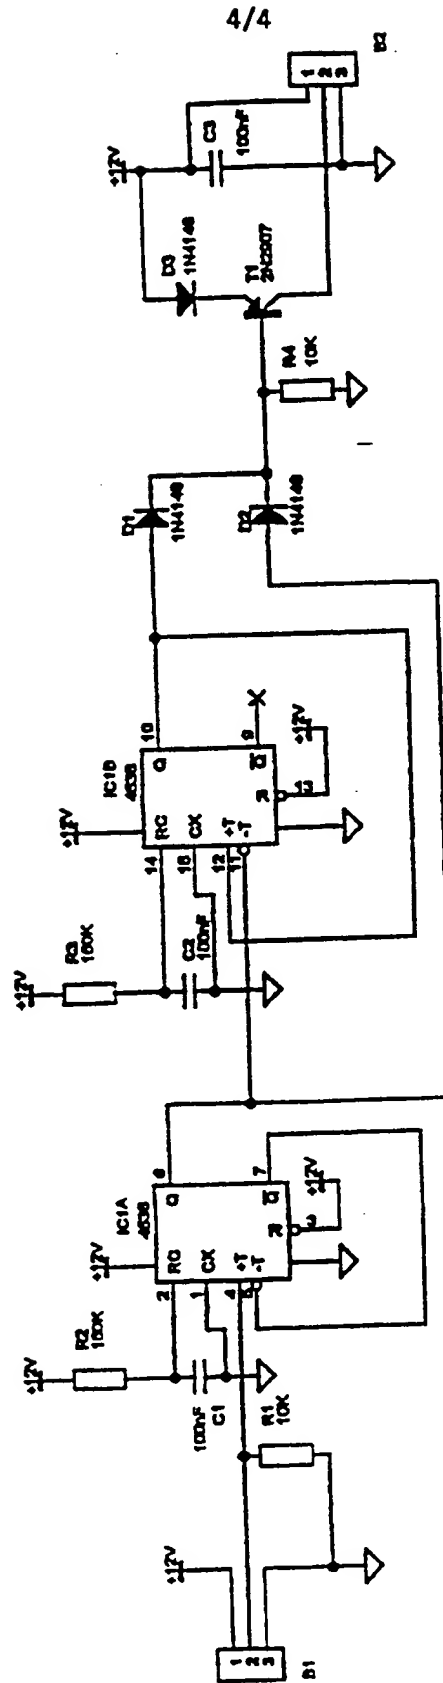 4/4
B2
1
2
3
+12V
C3
100nF
D3
1N4148
T1
2N2907
R4
10K
D1
1N4148
D2
1N4148
+12V
IC1B
4538
10
Q
9
Q
+12V
R
13
RC
CX
+T
-T
14
15
12
11
R3
150K
+12V
C2
100nF
+12V
IC1A
4538
6
Q
7
Q
+12V
R
3
RC
CX
+T
-T
2
1
4
5
R2
150K
+12V
100nF
C1
R1
10K
+12V
1
2
3
B1